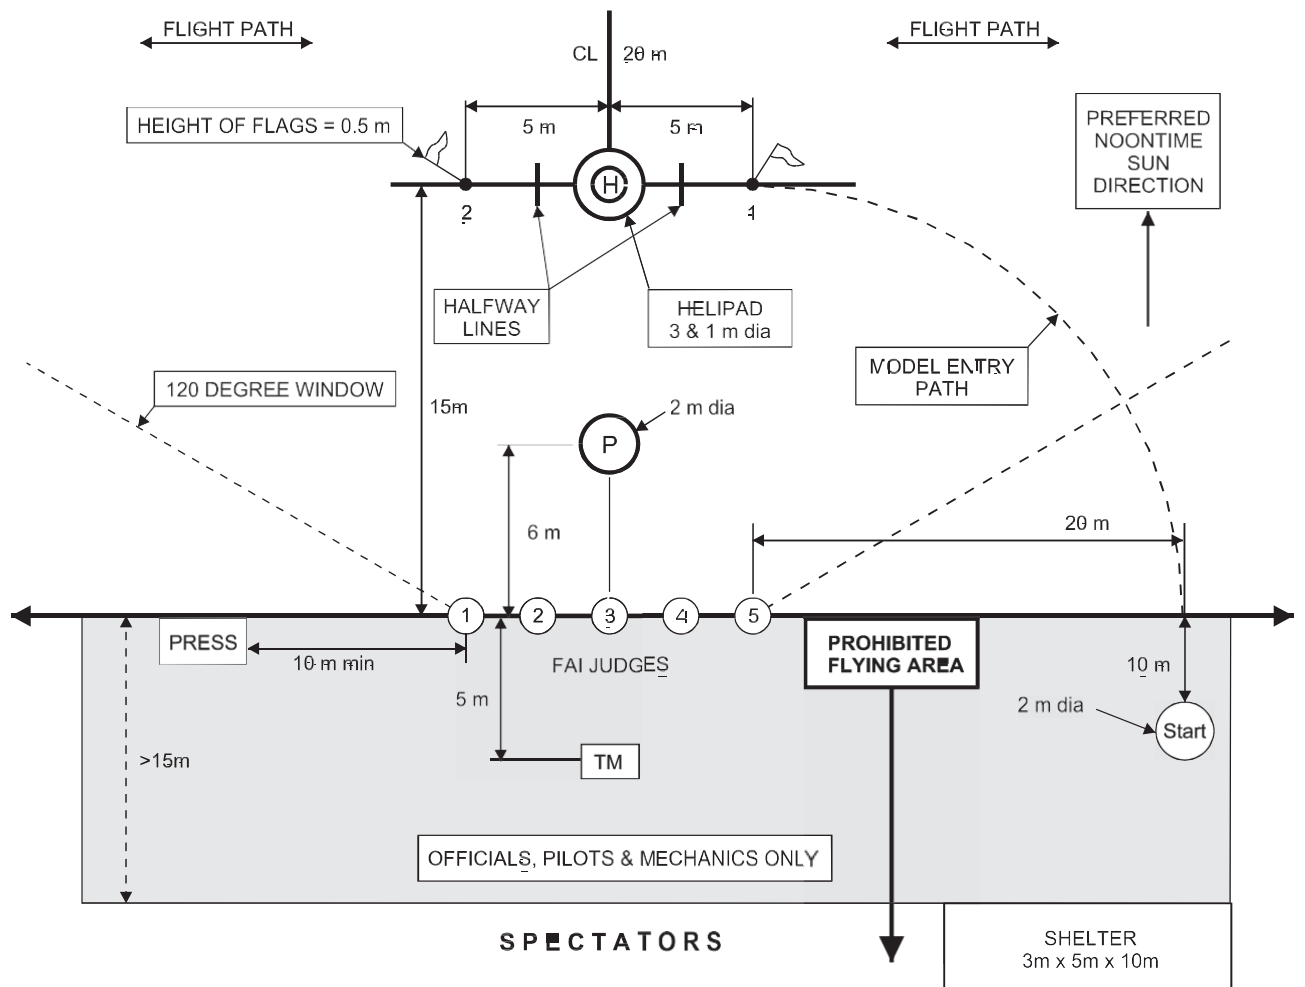 FLIGHT PATH
FLIGHT PATH
CL 20 m
HEIGHT OF FLAGS = 0.5 m
5 m
5 m
PREFERRED
NOONTIME
SUN
DIRECTION
H
2
1
HALFWAY
LINES
HELIPAD
3 & 1 m dia
MODEL ENTRY
PATH
120 DEGREE WINDOW
15m
2 m dia
P
6 m
20 m
1
2
3
4
5
PRESS
10 m min
FAI JUDGES
PROHIBITED
FLYING AREA
10 m
5 m
2 m dia
Start
>15m
TM
OFFICIALS, PILOTS & MECHANICS ONLY
SPECTATORS
SHELTER
3m x 5m x 10m